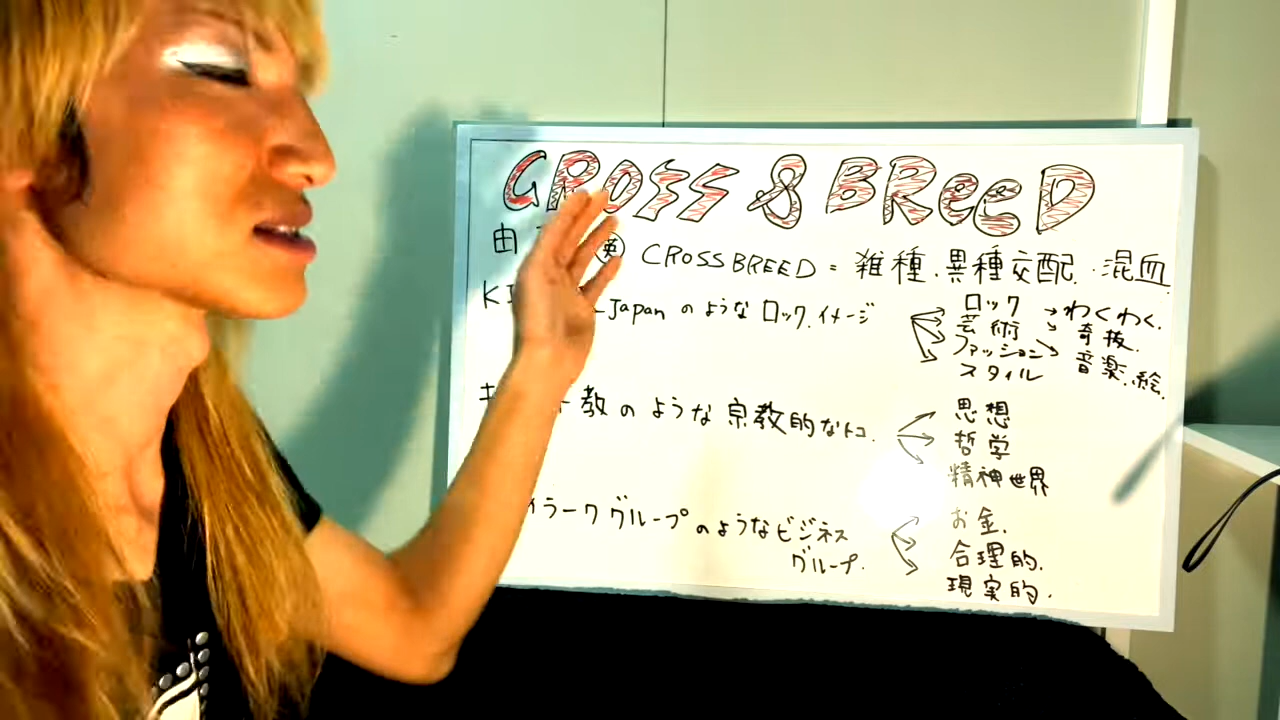 CROSS & BReeD
由 英 CROSSBREED = 雑種、異種交配、混血
K Japan のような ロック.イメージ
ロック → わくわく.
芸術 → 奇抜.
ファッション → 音楽.絵.
スタイル
教のような宗教的なトコ.
思想
哲学
精神世界
イラークグループのようなビジネス
グループ.
お金.
合理的.
現実的.